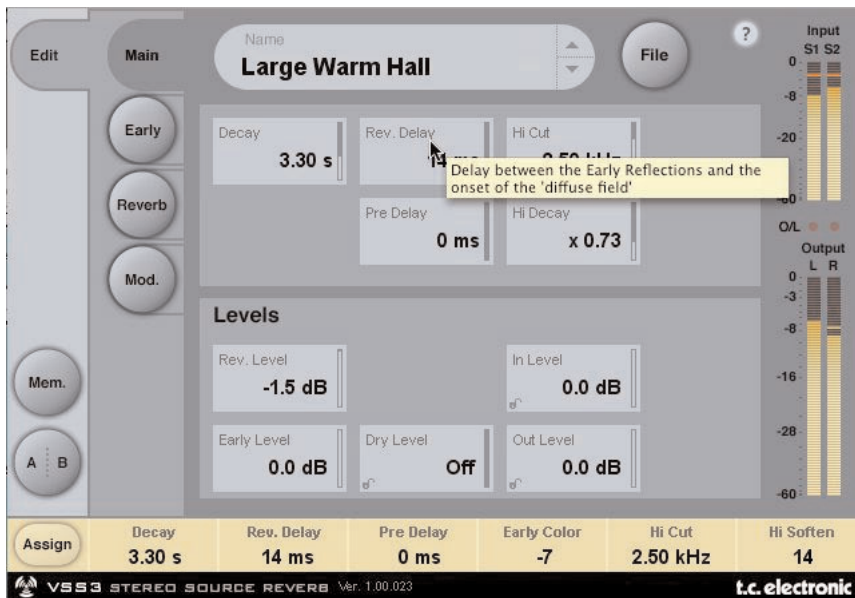 Edit
Main
Name
Large Warm Hall
File
?
Input
S1 S2
0
-8
-20
-60
O/L
Early
Reverb
Mod.
Mem.
A B
Decay
3.30 s
Rev. Delay
14 ms
Hi Cut
Delay between the Early Reflections and the
onset of the 'diffuse field'
Pre Delay
0 ms
Hi Decay
x 0.73
Output
L R
0
-3
-8
-16
-28
-60
Levels
Rev. Level
-1.5 dB
In Level
0.0 dB
Early Level
0.0 dB
Dry Level
Off
Out Level
0.0 dB
Assign
Decay
3.30 s
Rev. Delay
14 ms
Pre Delay
0 ms
Early Color
-7
Hi Cut
2.50 kHz
Hi Soften
14
VSS3 STEREO SOURCE REVERB Ver. 1.00.023
t.c. electronic